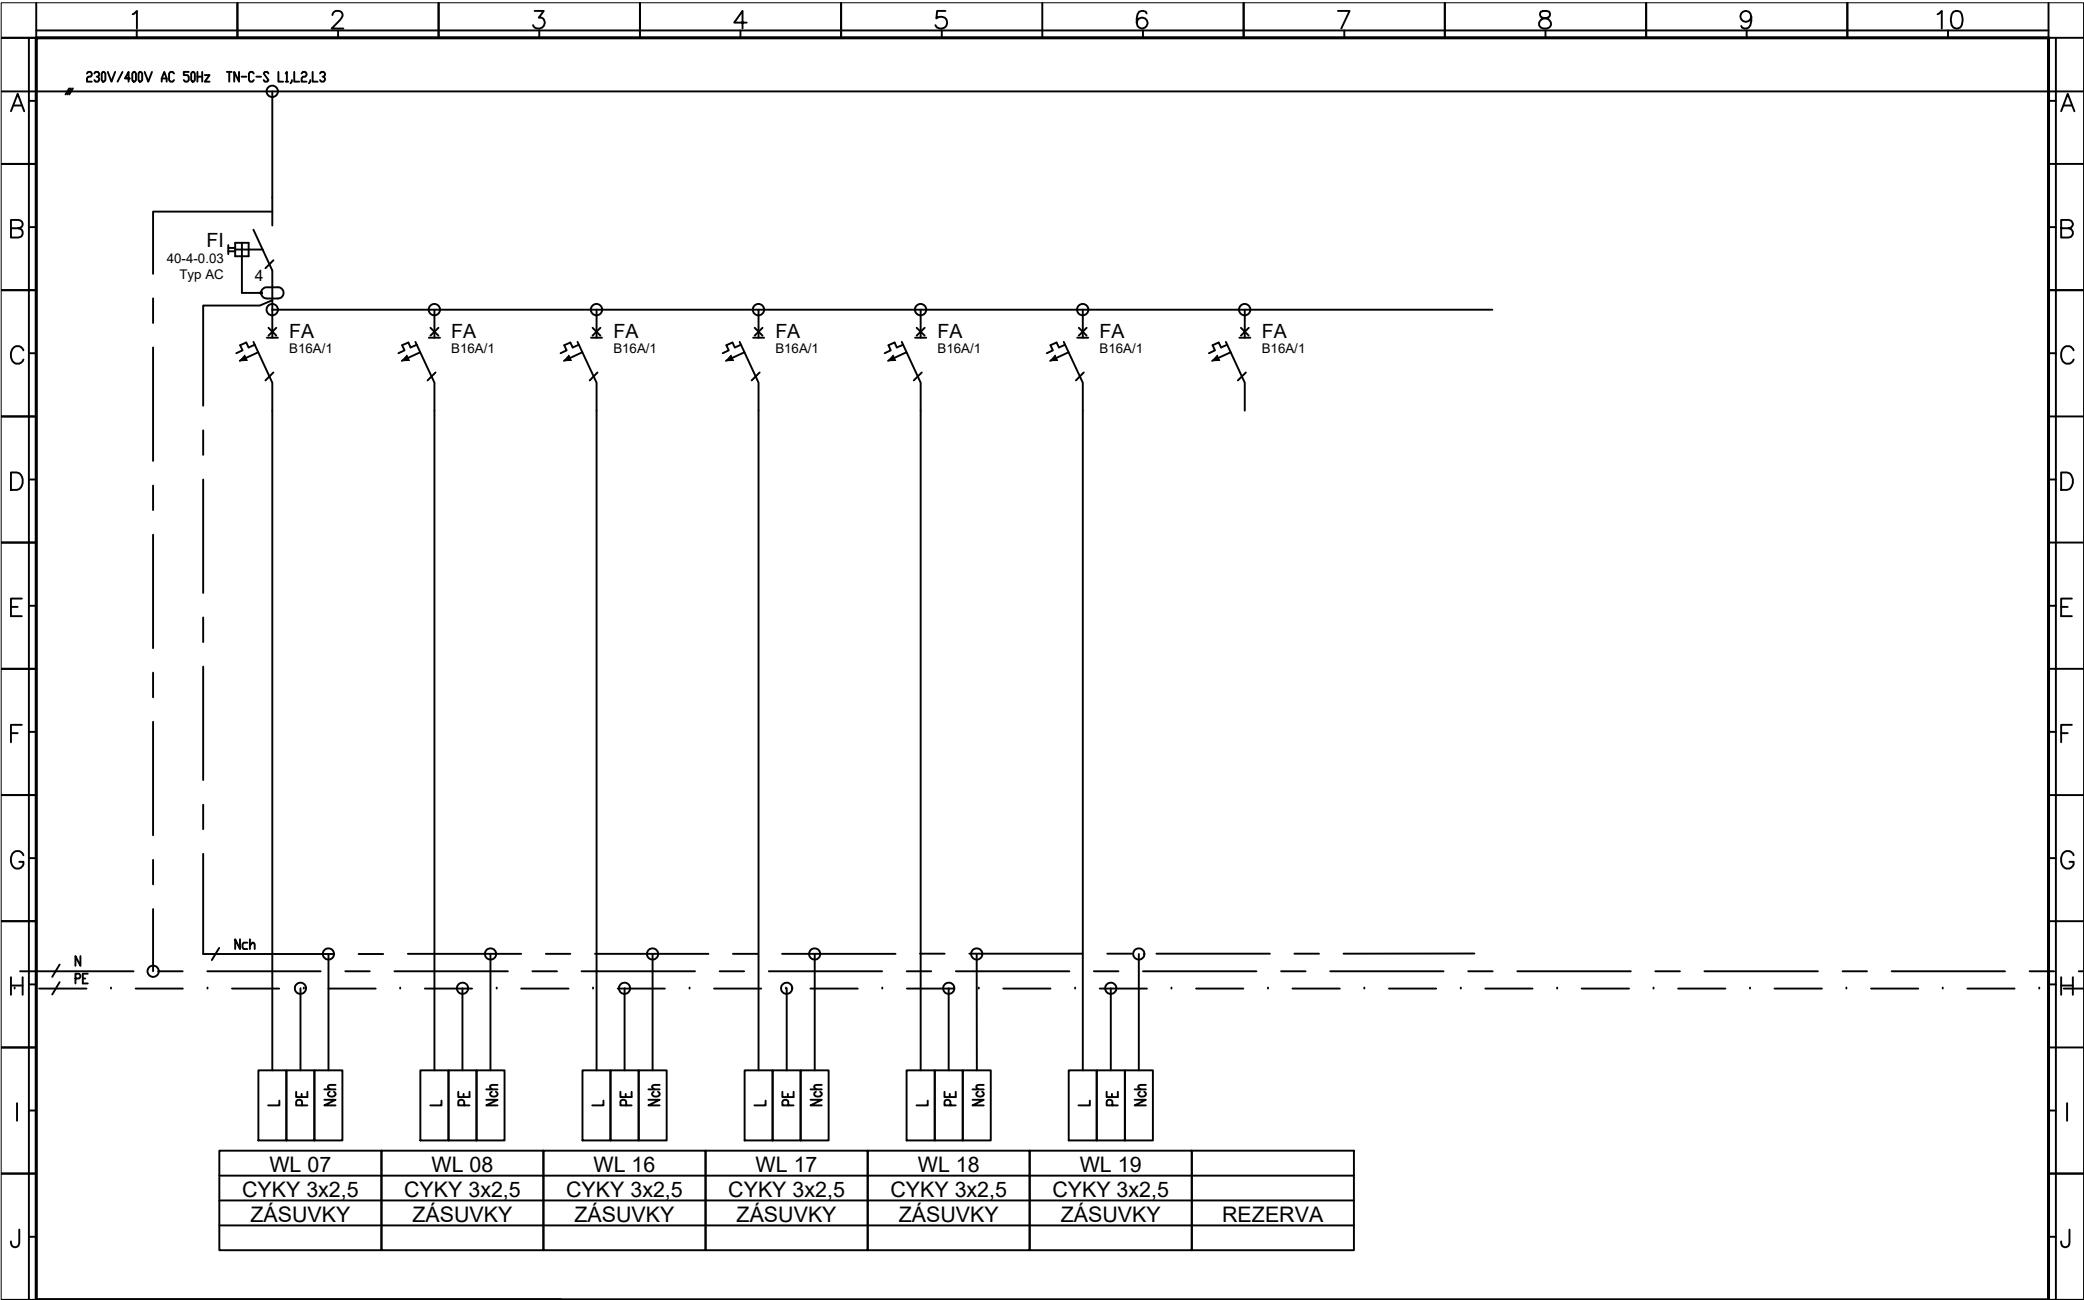 1 2 3 4 5 6 7 8 9 10
230V/400V AC 50Hz TN-C-S L1,L2,L3
A A
B B
FI
40-4-0.03
Typ AC 4
FA FA FA FA FA FA FA
B16A/1 B16A/1 B16A/1 B16A/1 B16A/1 B16A/1 B16A/1
C C
D D
E E
F F
G G
Nch
N
PE
H H
L PE Nch L PE Nch L PE Nch L PE Nch L PE Nch L PE Nch
I I
WL 07 WL 08 WL 16 WL 17 WL 18 WL 19
CYKY 3x2,5 CYKY 3x2,5 CYKY 3x2,5 CYKY 3x2,5 CYKY 3x2,5 CYKY 3x2,5
ZÁSUVKY ZÁSUVKY ZÁSUVKY ZÁSUVKY ZÁSUVKY ZÁSUVKY REZERVA
J J